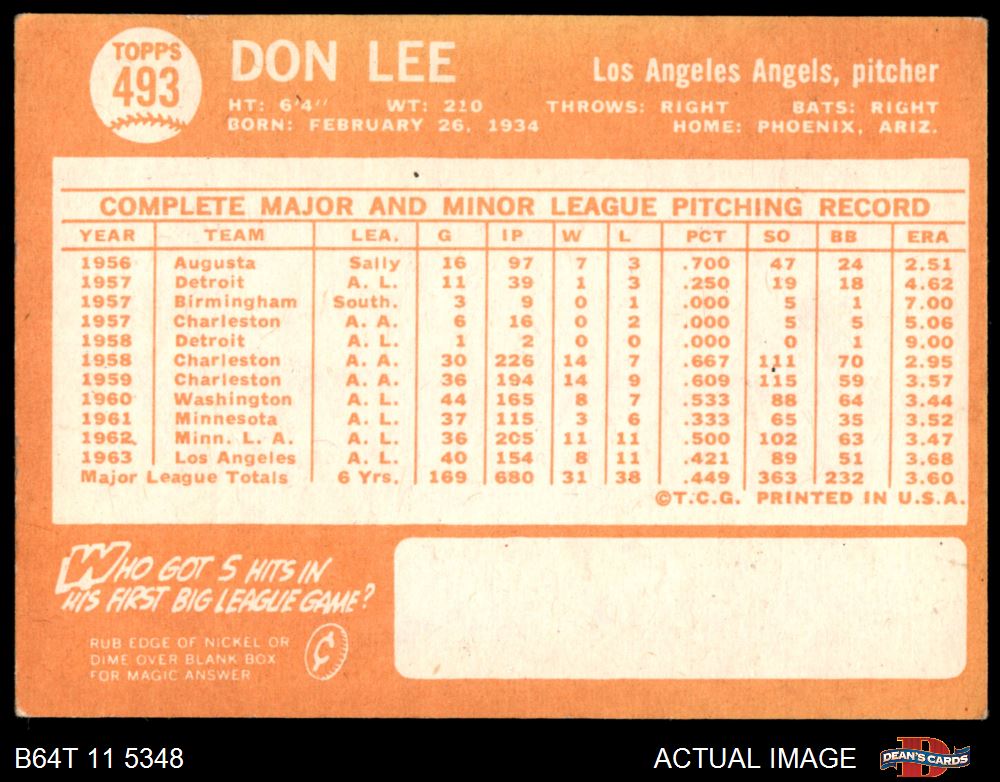 TOPPS
493
DON LEE
Los Angeles Angels, pitcher
HT: 6'4" WT: 210 THROWS: RIGHT BATS: RIGHT
BORN: FEBRUARY 26, 1934 HOME: PHOENIX, ARIZ.
COMPLETE MAJOR AND MINOR LEAGUE PITCHING RECORD
YEAR TEAM LEA. G IP W L PCT SO BB ERA
1956 Augusta Sally 16 97 7 3 .700 47 24 2.51
1957 Detroit A. L. 11 39 1 3 .250 19 18 4.62
1957 Birmingham South. 3 9 0 1 .000 5 1 7.00
1957 Charleston A. A. 6 16 0 2 .000 5 5 5.06
1958 Detroit A. L. 1 2 0 0 .000 0 1 9.00
1958 Charleston A. A. 30 226 14 7 .667 111 70 2.95
1959 Charleston A. A. 36 194 14 9 .609 115 59 3.57
1960 Washington A. L. 44 165 8 7 .533 88 64 3.44
1961 Minnesota A. L. 37 115 3 6 .333 65 35 3.52
1962 Minn. L. A. A. L. 36 205 11 11 .500 102 63 3.47
1963 Los Angeles A. L. 40 154 8 11 .421 89 51 3.68
Major League Totals 6 Yrs. 169 680 31 38 .449 363 232 3.60
©T.C.G. PRINTED IN U.S.A.
WHO GOT 5 HITS IN
HIS FIRST BIG LEAGUE GAME?
RUB EDGE OF NICKEL OR
DIME OVER BLANK BOX
FOR MAGIC ANSWER
¢
B64T 11 5348 ACTUAL IMAGE
D
DEAN'S CARDS